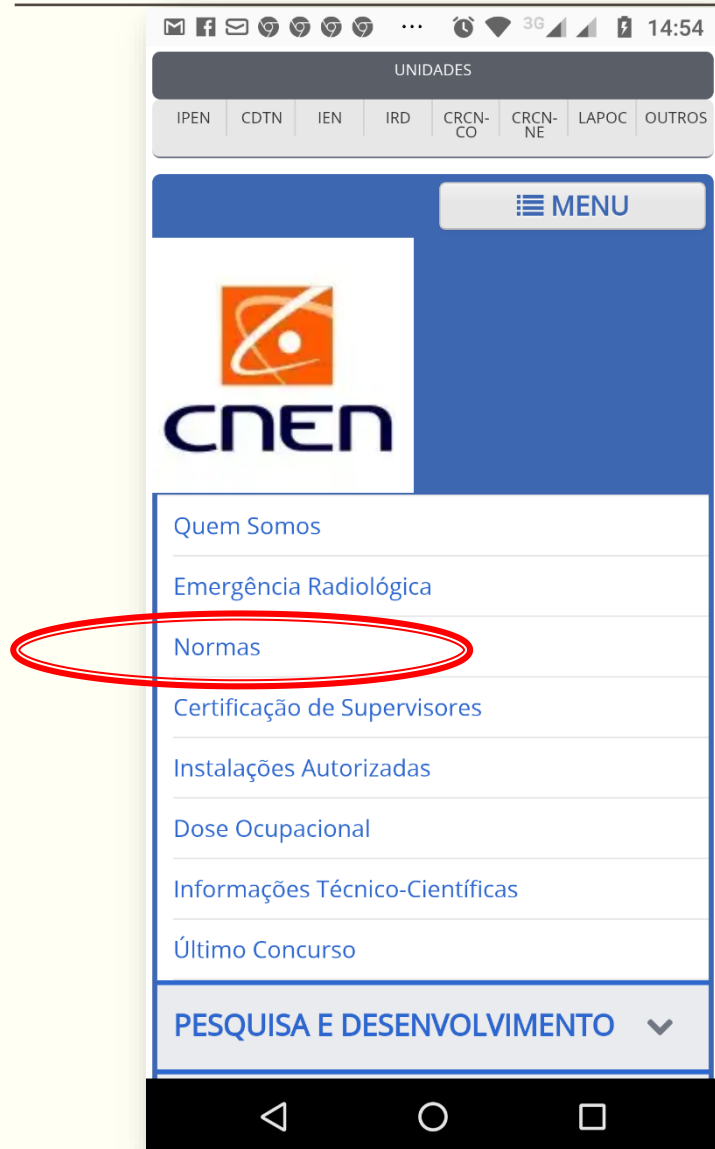 3G 14:54
UNIDADES
IPEN CDTN IEN IRD CRCN-CO CRCN-NE LAPOC OUTROS
MENU
cnen
Quem Somos
Emergência Radiológica
Normas
Certificação de Supervisores
Instalações Autorizadas
Dose Ocupacional
Informações Técnico-Científicas
Último Concurso
PESQUISA E DESENVOLVIMENTO